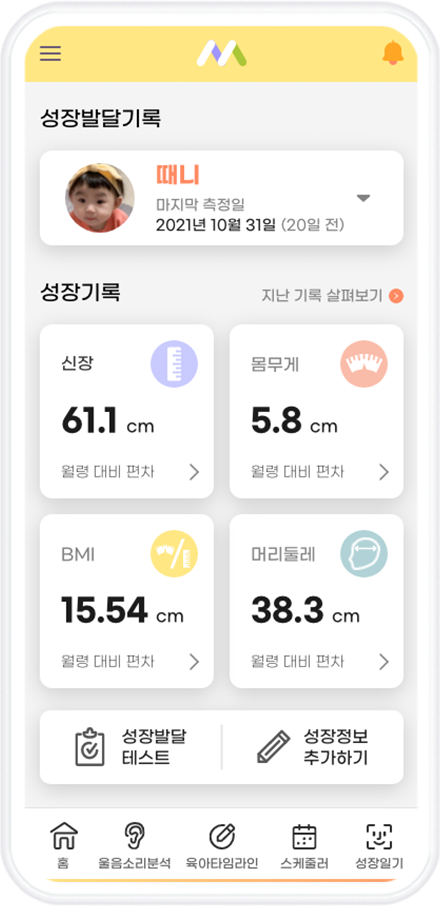 성장발달기록
때니
마지막 측정일
2021년 10월 31일 (20일 전)
성장기록
지난 기록 살펴보기
신장
61.1 cm
월령 대비 편차
몸무게
5.8 cm
월령 대비 편차
BMI
15.54 cm
월령 대비 편차
머리둘레
38.3 cm
월령 대비 편차
성장발달
테스트
성장정보
추가하기
홈
울음소리분석
육아타임라인
스케줄러
성장일기